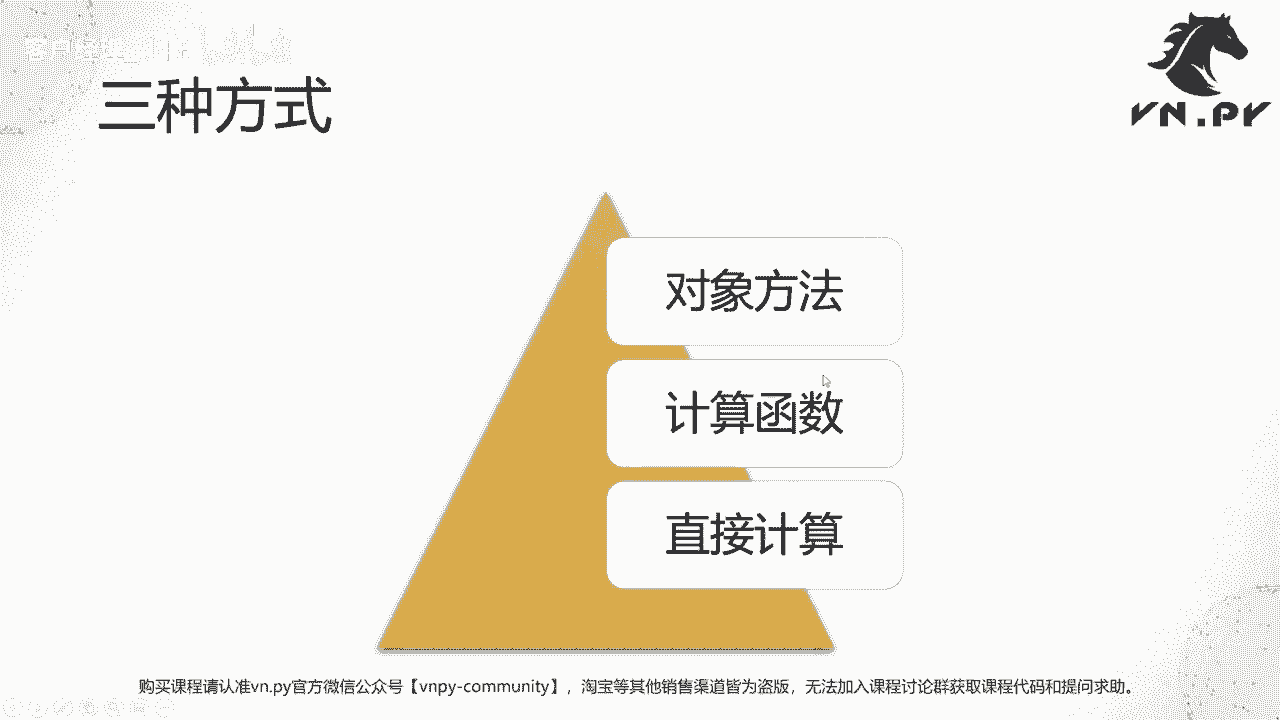 三种方式
VN.PY
对象方法
计算函数
直接计算
购买课程请认准vn.py官方微信公众号【vnpy-community】，淘宝等其他销售渠道皆为盗版，无法加入课程讨论群获取课程代码和提问求助。